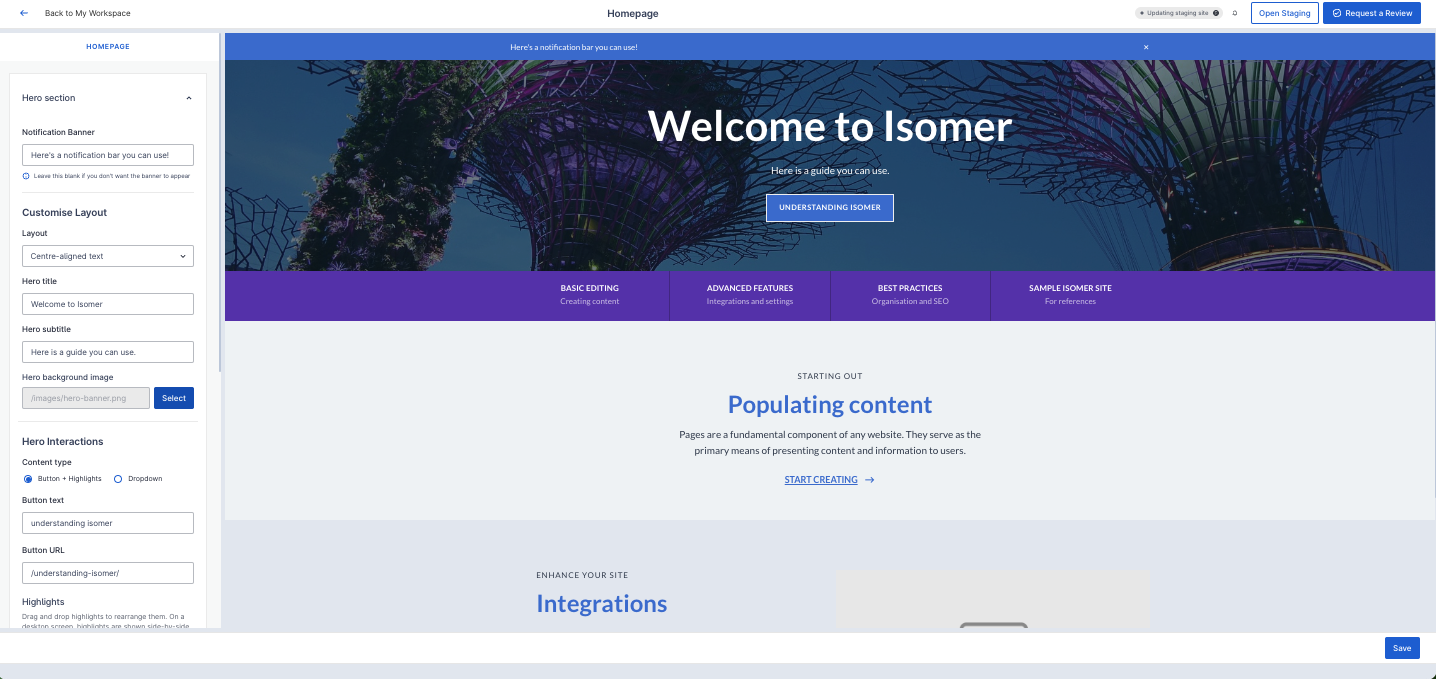 Back to My Workspace
Homepage
Updating staging site
Open Staging
Request a Review
HOMEPAGE
Hero section
Notification Banner
Here's a notification bar you can use!
Leave this blank if you don't want the banner to appear
Customise Layout
Layout
Centre-aligned text
Hero title
Welcome to Isomer
Hero subtitle
Here is a guide you can use.
Hero background image
/images/hero-banner.png
Select
Hero Interactions
Content type
Button + Highlights
Dropdown
Button text
understanding isomer
Button URL
/understanding-isomer/
Highlights
Drag and drop highlights to rearrange them. On a
desktop screen, highlights are shown side-by-side
Here's a notification bar you can use!
Welcome to Isomer
Here is a guide you can use.
UNDERSTANDING ISOMER
BASIC EDITING
Creating content
ADVANCED FEATURES
Integrations and settings
BEST PRACTICES
Organisation and SEO
SAMPLE ISOMER SITE
For references
STARTING OUT
Populating content
Pages are a fundamental component of any website. They serve as the
primary means of presenting content and information to users.
START CREATING
ENHANCE YOUR SITE
Integrations
Save